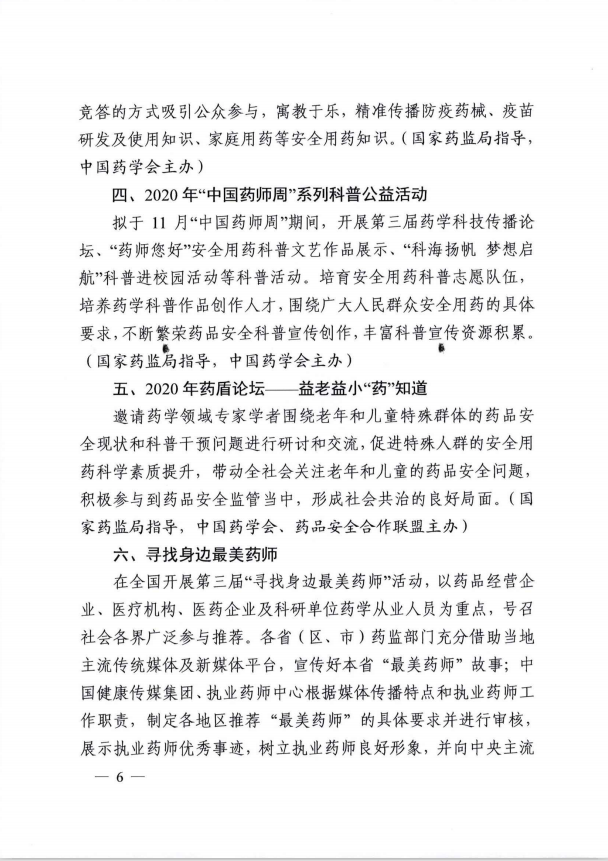 竞答的方式吸引公众参与，寓教于乐，精准传播防疫药械、疫苗
研发及使用知识、家庭用药等安全用药知识。（国家药监局指导，
中国药学会主办）
四、2020 年“中国药师周”系列科普公益活动
拟于 11 月“中国药师周”期间，开展第三届药学科技传播论
坛、“药师您好”安全用药科普文艺作品展示、“科海扬帆 梦想启
航”科普进校园活动等科普活动。培育安全用药科普志愿队伍，
培养药学科普作品创作人才，围绕广大人民群众安全用药的具体
要求，不断繁荣药品安全科普宣传创作，丰富科普宣传资源积累。
（国家药监局指导，中国药学会主办）
五、2020 年药盾论坛——益老益小“药”知道
邀请药学领域专家学者围绕老年和儿童特殊群体的药品安
全现状和科普干预问题进行研讨和交流，促进特殊人群的安全用
药科学素质提升，带动全社会关注老年和儿童的药品安全问题，
积极参与到药品安全监管当中，形成社会共治的良好局面。（国
家药监局指导，中国药学会、药品安全合作联盟主办）
六、寻找身边最美药师
在全国开展第三届“寻找身边最美药师”活动，以药品经营企
业、医疗机构、医药企业及科研单位药学从业人员为重点，号召
社会各界广泛参与推荐。各省（区、市）药监部门充分借助当地
主流传统媒体及新媒体平台，宣传好本省“最美药师”故事；中
国健康传媒集团、执业药师中心根据媒体传播特点和执业药师工
作职责，制定各地区推荐“最美药师”的具体要求并进行审核，
展示执业药师优秀事迹，树立执业药师良好形象，并向中央主流
— 6 —